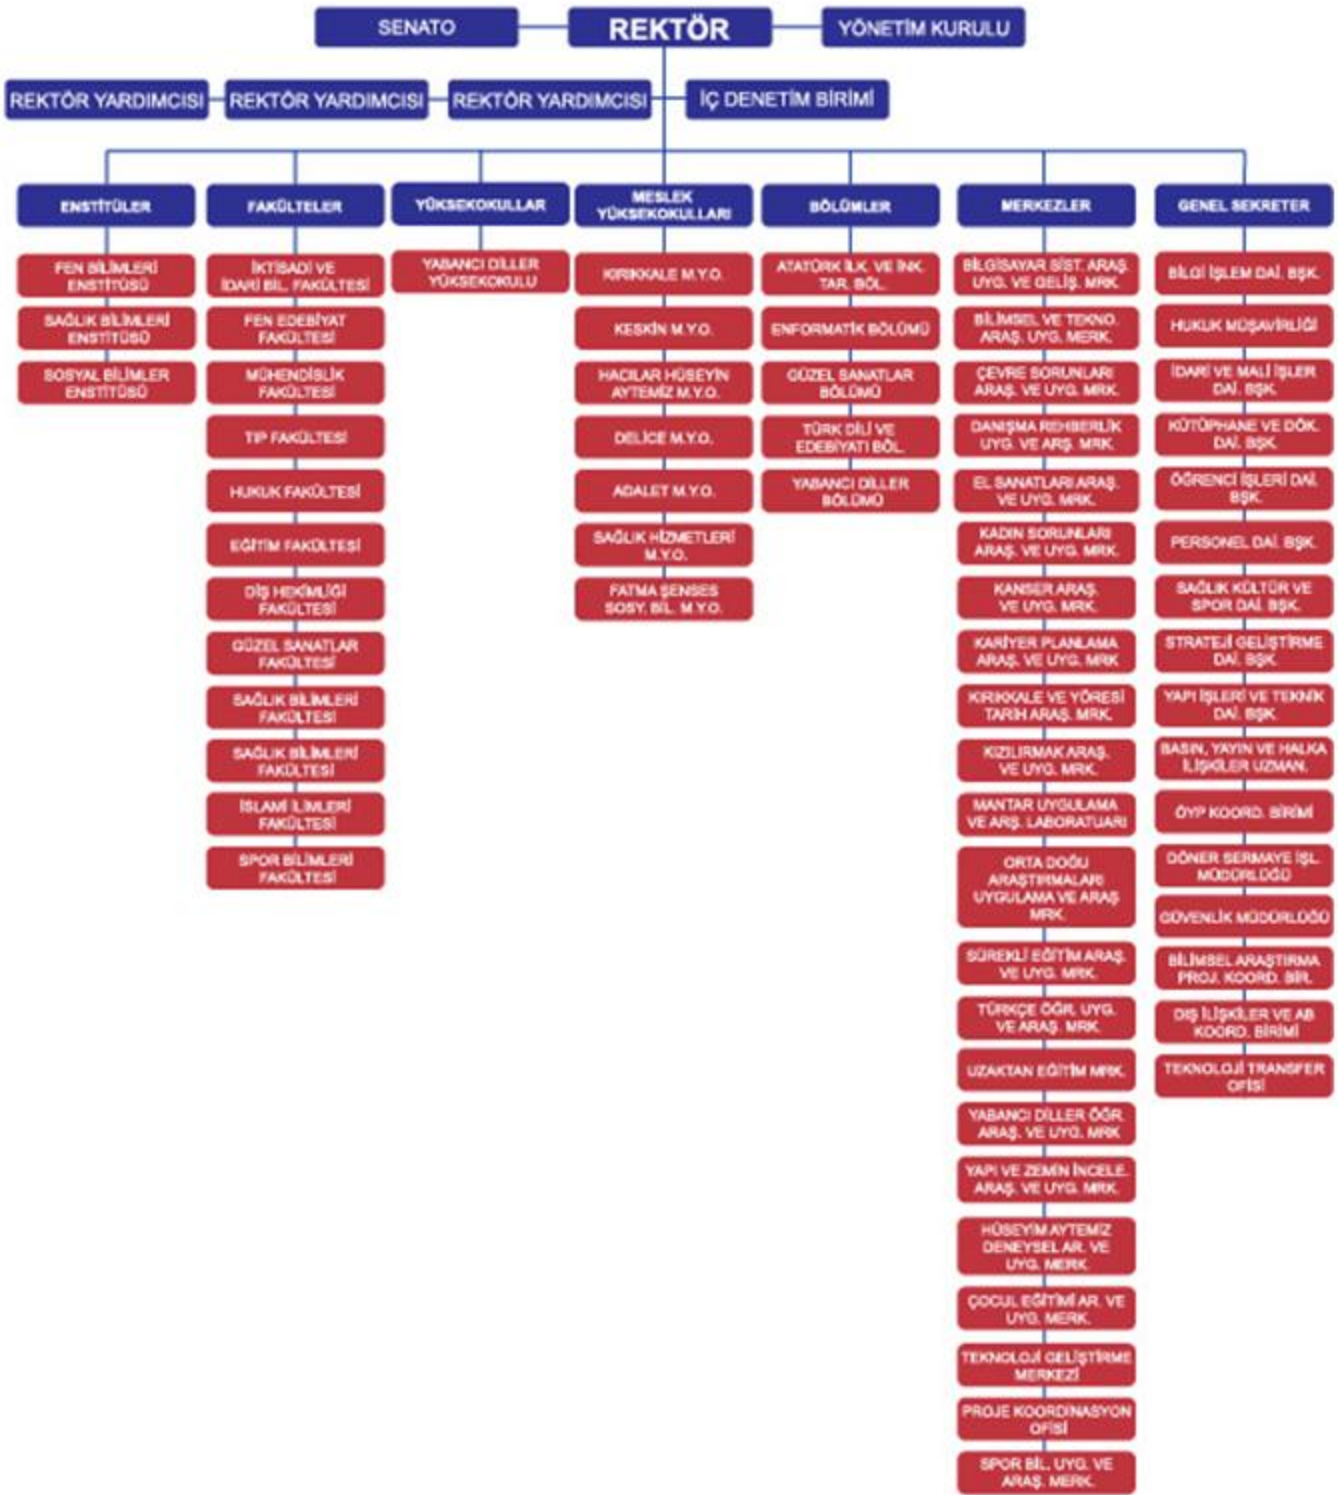 SENATO
REKTÖR
YÖNETİM KURULU
REKTÖR YARDIMCISI
REKTÖR YARDIMCISI
REKTÖR YARDIMCISI
İÇ DENETİM BİRİMİ
ENSTİTÜLER
FEN BİLİMLERİ
ENSTİTÜSÜ
SAĞLIK BİLİMLERİ
ENSTİTÜSÜ
SOSYAL BİLİMLER
ENSTİTÜSÜ
FAKÜLTELER
İKTİSADİ VE
İDARİ BİL. FAKÜLTESİ
FEN EDEBİYAT
FAKÜLTESİ
MÜHENDİSLİK
FAKÜLTESİ
TIP FAKÜLTESİ
HUKUK FAKÜLTESİ
EĞİTİM FAKÜLTESİ
DİŞ HEKİMLİĞİ
FAKÜLTESİ
GÜZEL SANATLAR
FAKÜLTESİ
SAĞLIK BİLİMLERİ
FAKÜLTESİ
SAĞLIK BİLİMLERİ
FAKÜLTESİ
İSLAMİ İLİMLERİ
FAKÜLTESİ
SPOR BİLİMLERİ
FAKÜLTESİ
YÜKSEKOKULLAR
YABANCI DİLLER
YÜKSEKOKULU
MESLEK
YÜKSEKOKULLARI
KIRIKKALE M.Y.O.
KESKİN M.Y.O.
HACILAR HÜSEYİN
AYTEMİZ M.Y.O.
DELİCE M.Y.O.
ADALET M.Y.O.
SAĞLIK HİZMETLERİ
M.Y.O.
FATMA ŞENSES
SOSY. BİL. M.Y.O.
BÖLÜMLER
ATATÜRK İLK. VE İNK.
TAR. BÖL.
ENFORMATİK BÖLÜMÜ
GÜZEL SANATLAR
BÖLÜMÜ
TÜRK DİLİ VE
EDEBİYATI BÖL.
YABANCI DİLLER
BÖLÜMÜ
MERKEZLER
BİLGİSAYAR SİST. ARAŞ.
UYG. VE GELİŞ. MRK.
BİLİMSEL VE TEKNO.
ARAŞ. UYG. MERK.
ÇEVRE SORUNLARI
ARAŞ. VE UYG. MRK.
DANIŞMA REHBERLİK
UYG. VE ARŞ. MRK.
EL SANATLARI ARAŞ.
VE UYG. MRK.
KADIN SORUNLARI
ARAŞ. VE UYG. MRK.
KANSER ARAŞ.
VE UYG. MRK.
KARİYER PLANLAMA
ARAŞ. VE UYG. MRK
KIRIKKALE VE YÖRESİ
TARİH ARAŞ. MRK.
KIZILIRMAK ARAŞ.
VE UYG. MRK.
MANTAR UYGULAMA
VE ARŞ. LABORATUARI
ORTA DOĞU
ARAŞTIRMALARI
UYGULAMA VE ARAŞ
MRK.
SÜREKLİ EĞİTİM ARAŞ.
VE UYG. MRK.
TÜRKÇE ÖĞR. UYG.
VE ARAŞ. MRK.
UZAKTAN EĞİTİM MRK.
YABANCI DİLLER ÖĞR.
ARAŞ. VE UYG. MRK
YAPI VE ZEMİN İNCELE.
ARAŞ. VE UYG. MRK.
HÜSEYİM AYTEMİZ
DENEYSEL AR. VE
UYG. MERK.
ÇOCUL EĞİTİMİ AR. VE
UYG. MERK.
TEKNOLOJİ GELİŞTİRME
MERKEZİ
PROJE KOORDINASYON
OFİSİ
SPOR BİL. UYG. VE
ARAŞ. MERK.
GENEL SEKRETER
BİLGİ İŞLEM DAİ. BŞK.
HUKUK MÜŞAVİRLİĞİ
İDARİ VE MALİ İŞLER
DAİ. BŞK.
KÜTÜPHANE VE DÖK.
DAİ. BŞK.
ÖĞRENCİ İŞLERİ DAİ.
BŞK.
PERSONEL DAİ. BŞK.
SAĞLIK KÜLTÜR VE
SPOR DAİ. BŞK.
STRATEJİ GELİŞTİRME
DAİ. BŞK.
YAPI İŞLERİ VE TEKNİK
DAİ. BŞK.
BASIN, YAYIN VE HALKA
İLİŞKİLER UZMAN.
ÖYP KOORD. BİRİMİ
DÖNER SERMAYE İŞL.
MÜDÜRLÜĞÜ
GÜVENLİK MÜDÜRLÜĞÜ
BİLİMSEL ARAŞTIRMA
PROJ. KOORD. BİR.
DIŞ İLİŞKİLER VE AB
KOORD. BİRİMİ
TEKNOLOJİ TRANSFER
OFİSİ